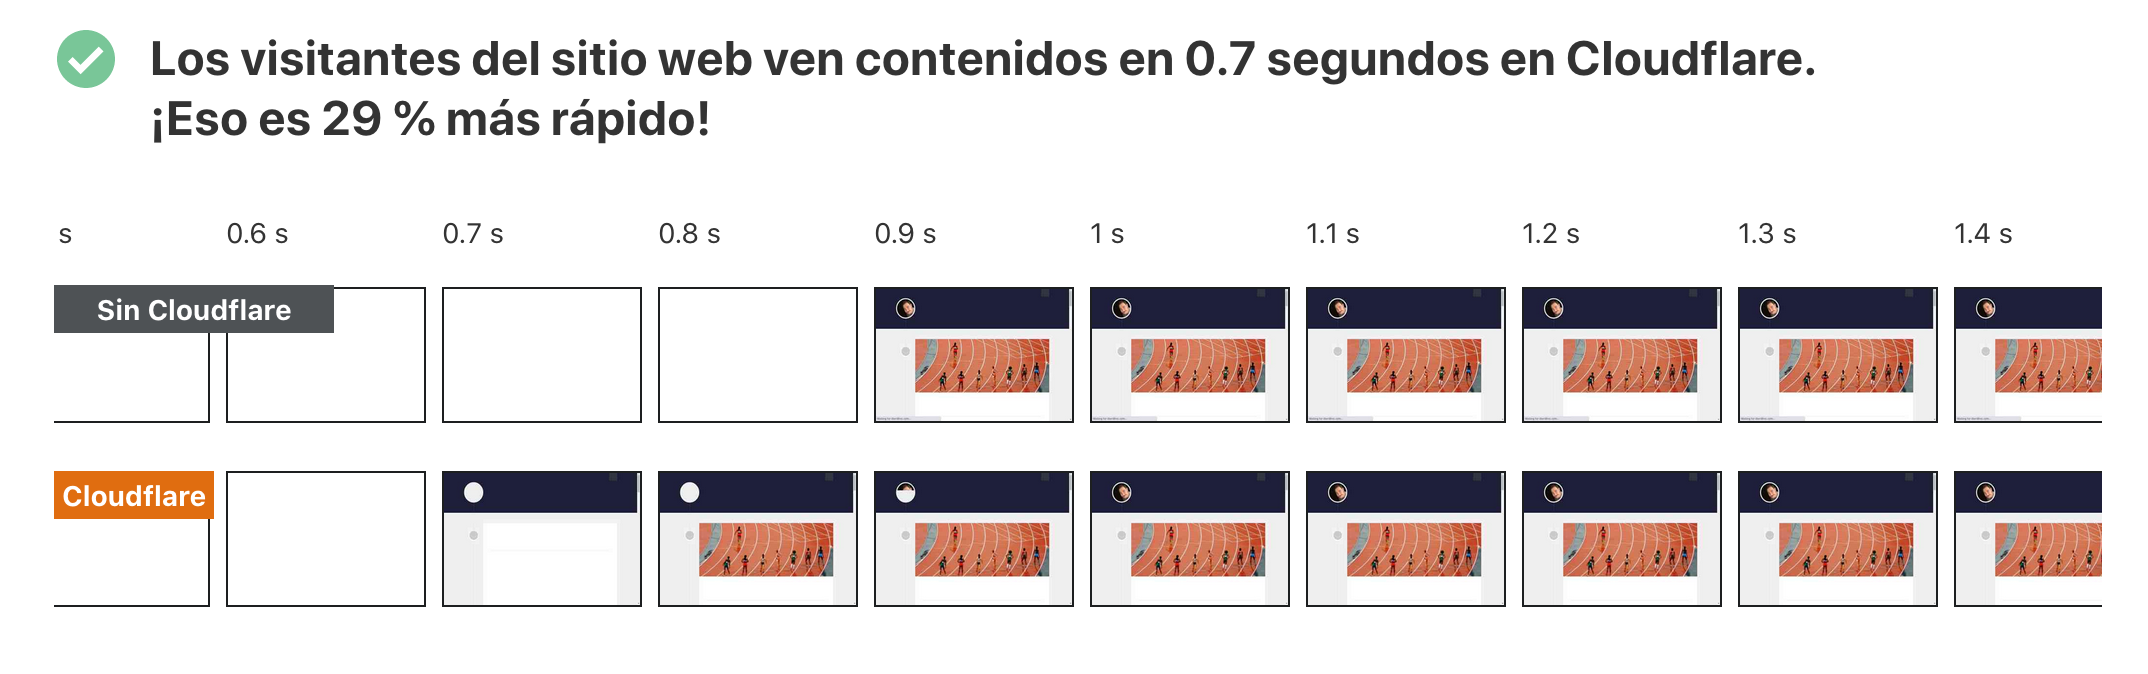 Los visitantes del sitio web ven contenidos en 0.7 segundos en Cloudflare.
¡Eso es 29 % más rápido!
s 0.6 s 0.7 s 0.8 s 0.9 s 1 s 1.1 s 1.2 s 1.3 s 1.4 s
Sin Cloudflare
Cloudflare